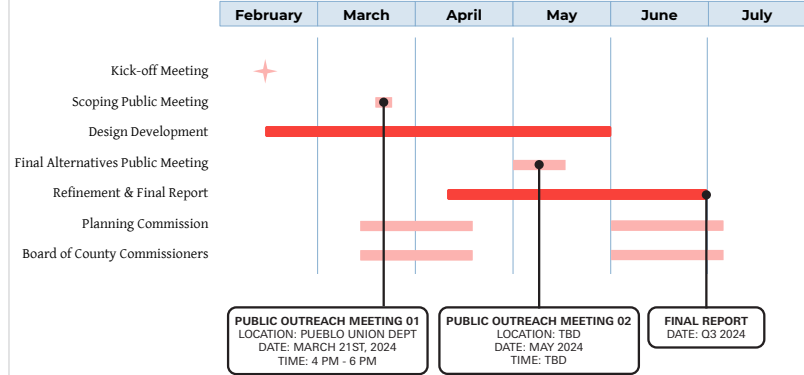 February March April May June July
Kick-off Meeting
Scoping Public Meeting
Design Development
Final Alternatives Public Meeting
Refinement & Final Report
Planning Commission
Board of County Commissioners
PUBLIC OUTREACH MEETING 01
LOCATION: PUEBLO UNION DEPT
DATE: MARCH 21ST, 2024
TIME: 4 PM - 6 PM
PUBLIC OUTREACH MEETING 02
LOCATION: TBD
DATE: MAY 2024
TIME: TBD
FINAL REPORT
DATE: Q3 2024